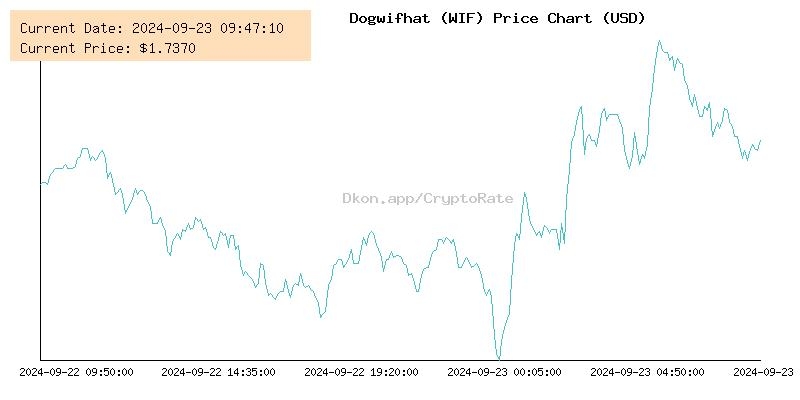 Dogwifhat (WIF) Price Chart (USD)
Current Date: 2024-09-23 09:47:10
Current Price: $1.7370
Dkon.app/CryptoRate
2024-09-22 09:50:00 2024-09-22 14:35:00 2024-09-22 19:20:00 2024-09-23 00:05:00 2024-09-23 04:50:00 2024-09-23